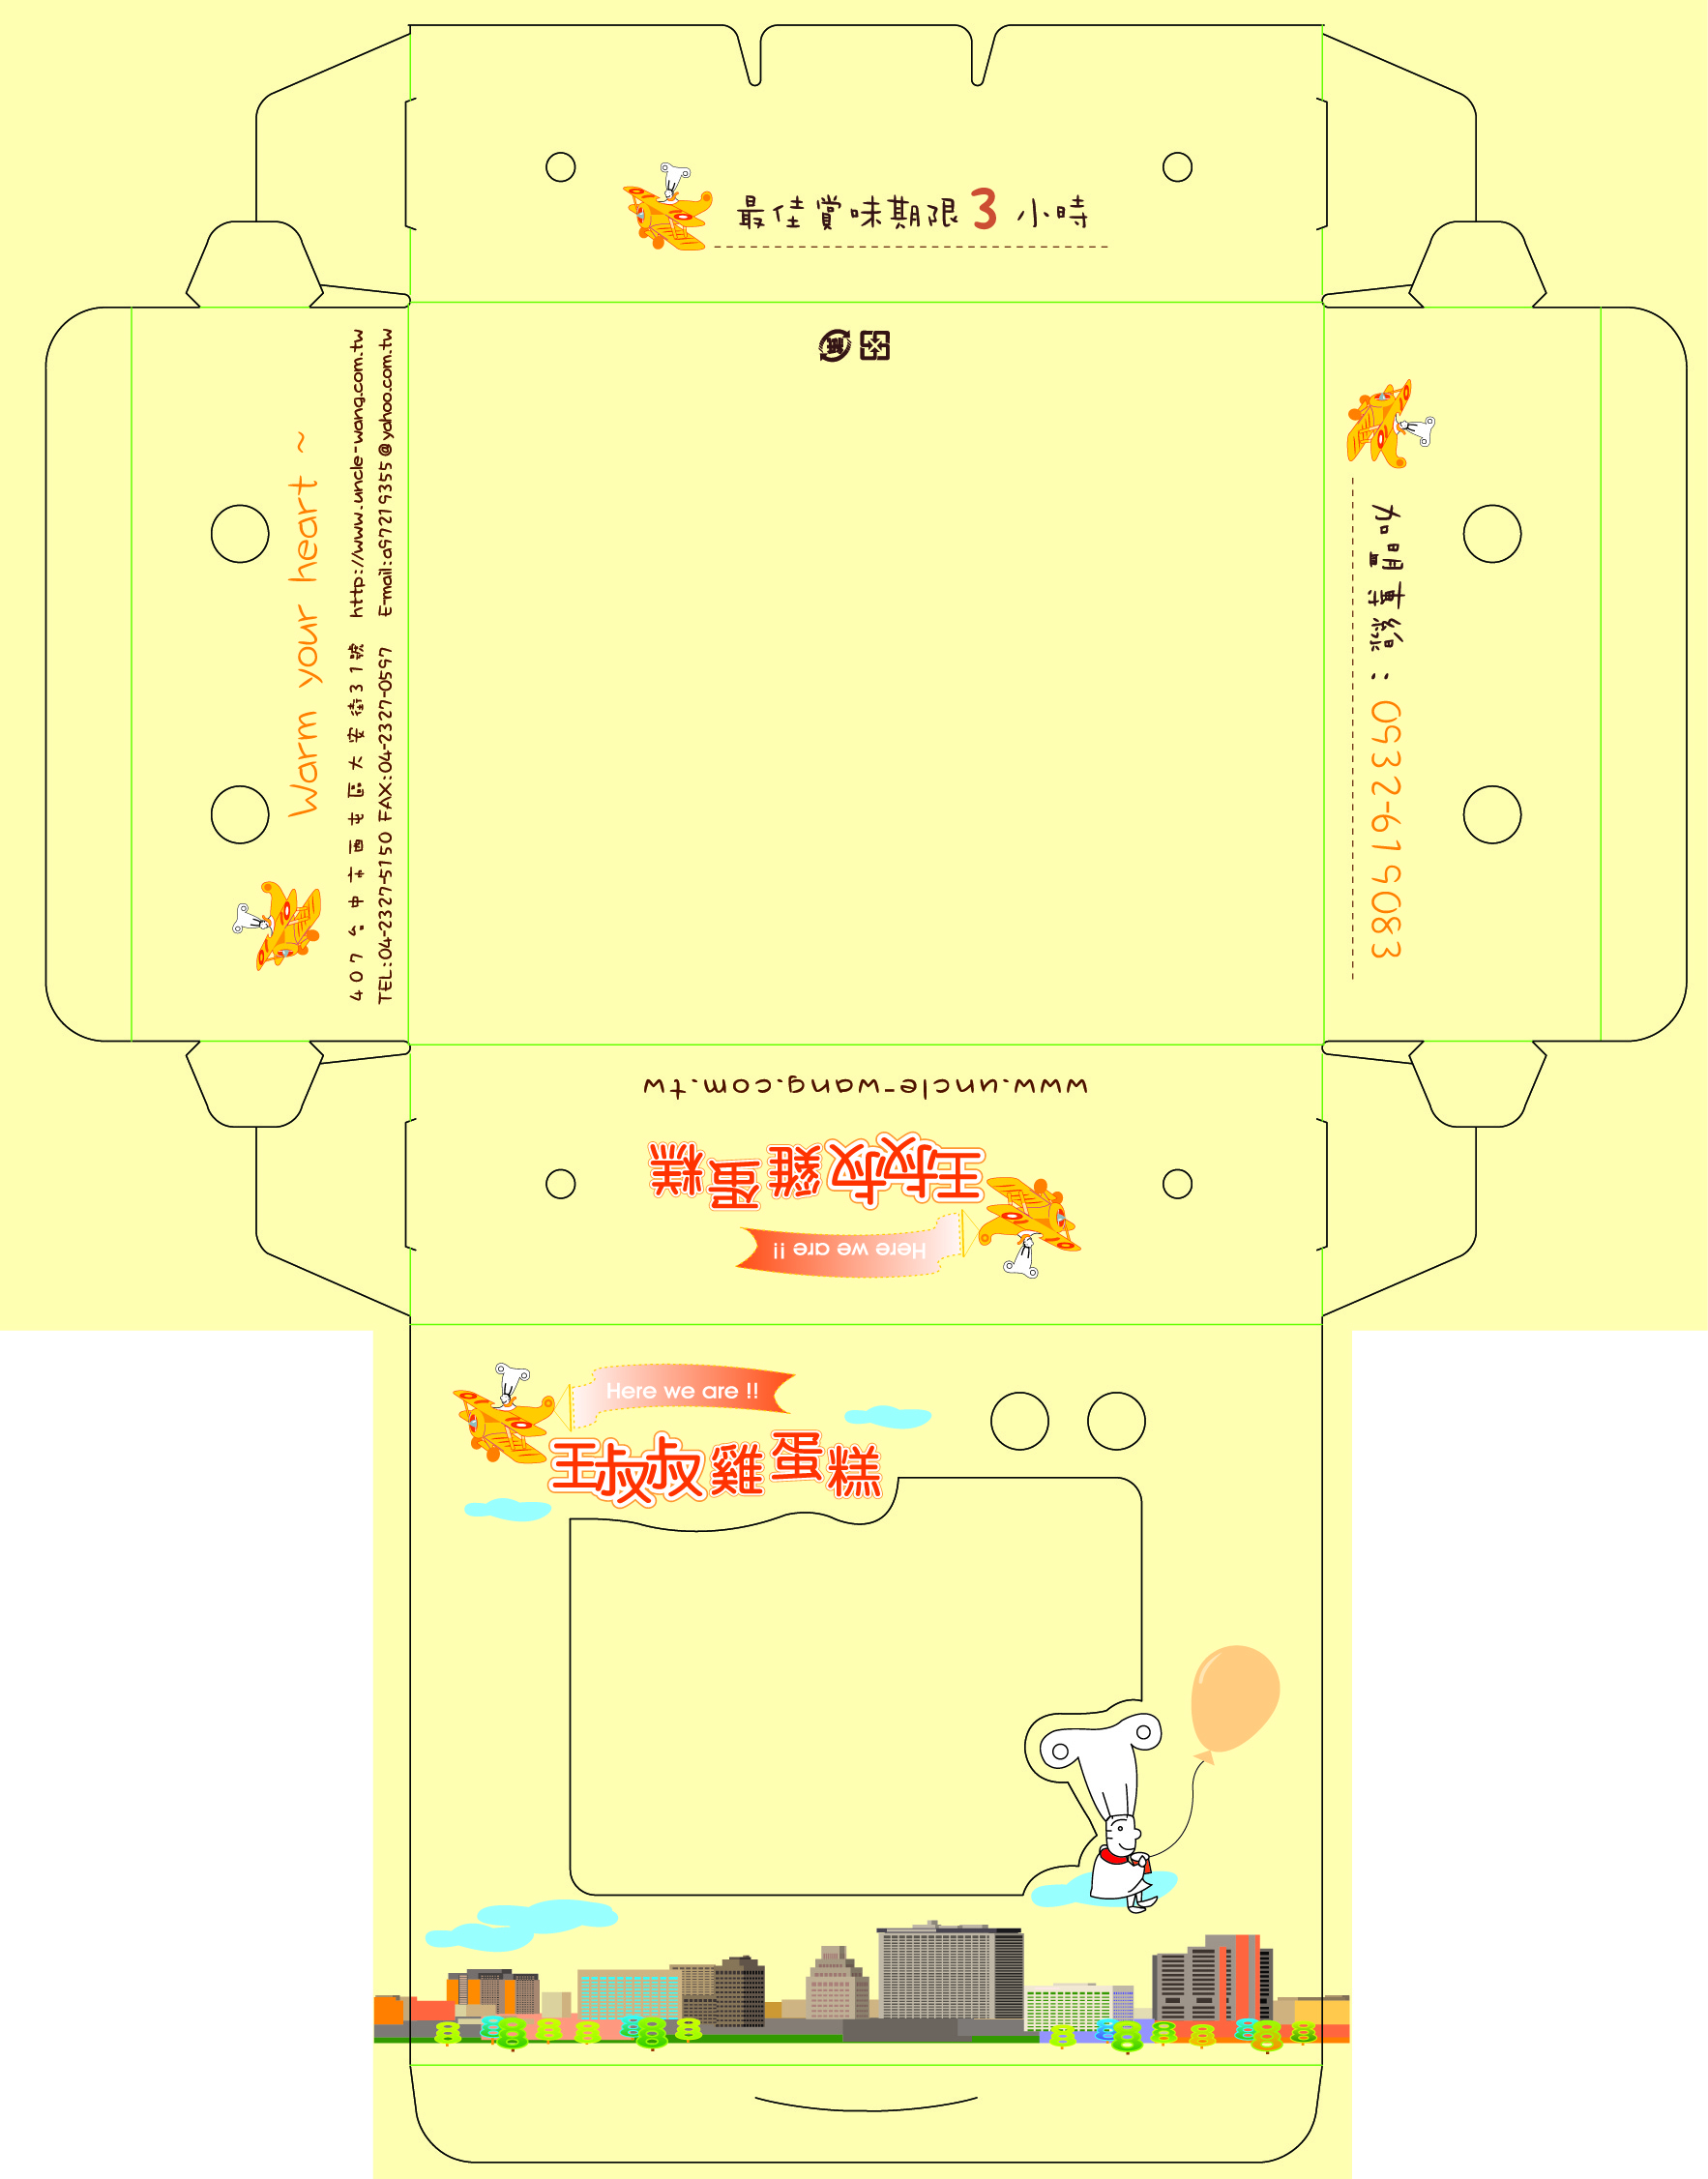 最佳賞味期限3小時
Warm your heart ~
407台中市西屯區大安街31號 http://www.uncle-wang.com.tw
TEL:04-2327-5150 FAX:04-2327-0597 E-mail:a97219355@yahoo.com.tw
加盟專線：0932-619083
www.uncle-wang.com.tw
王叔叔雞蛋糕
Here we are !!
Here we are !!
王叔叔雞蛋糕